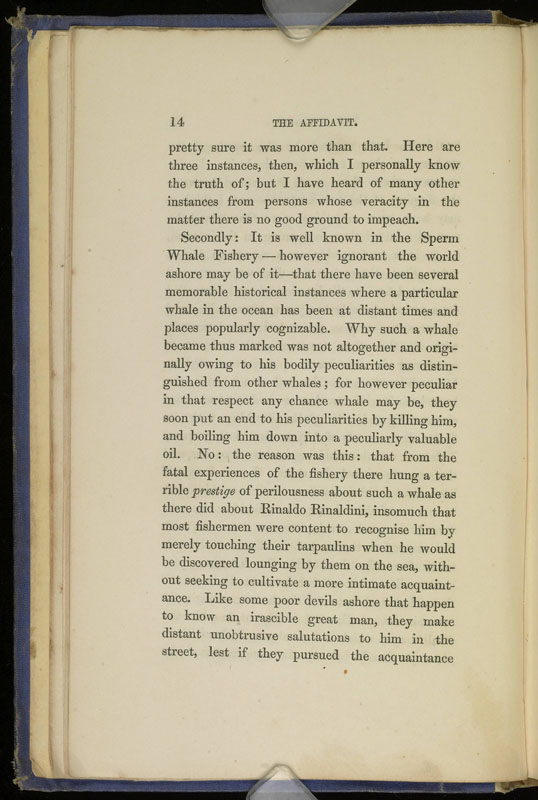 14 THE AFFIDAVIT.
pretty sure it was more than that. Here are
three instances, then, which I personally know
the truth of; but I have heard of many other
instances from persons whose veracity in the
matter there is no good ground to impeach.
Secondly: It is well known in the Sperm
Whale Fishery — however ignorant the world
ashore may be of it—that there have been several
memorable historical instances where a particular
whale in the ocean has been at distant times and
places popularly cognizable. Why such a whale
became thus marked was not altogether and origi-
nally owing to his bodily peculiarities as distin-
guished from other whales; for however peculiar
in that respect any chance whale may be, they
soon put an end to his peculiarities by killing him,
and boiling him down into a peculiarly valuable
oil. No: the reason was this: that from the
fatal experiences of the fishery there hung a ter-
rible prestige of perilousness about such a whale as
there did about Rinaldo Rinaldini, insomuch that
most fishermen were content to recognise him by
merely touching their tarpaulins when he would
be discovered lounging by them on the sea, with-
out seeking to cultivate a more intimate acquaint-
ance. Like some poor devils ashore that happen
to know an irascible great man, they make
distant unobtrusive salutations to him in the
street, lest if they pursued the acquaintance